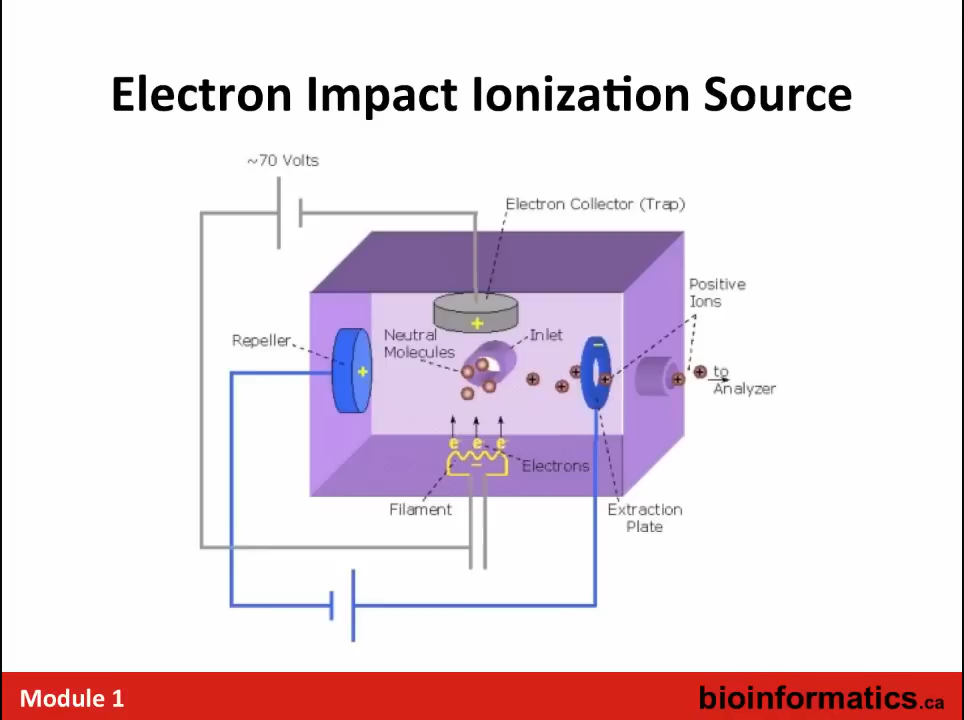 Electron Impact Ionization Source
~70 Volts
Electron Collector (Trap)
Positive
Ions
Repeller
Neutral
Molecules
Inlet
+
+
−
to
Analyzer
e⁻ e⁻ e⁻
−
Electrons
Filament
Extraction
Plate
Module 1
bioinformatics.ca